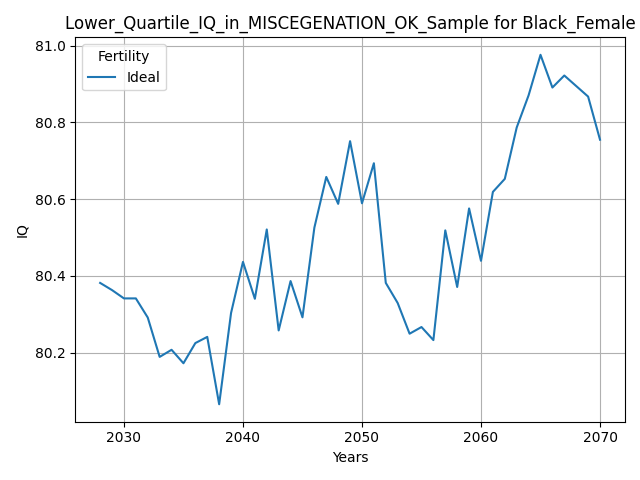 Lower_Quartile_IQ_in_MISCEGENATION_OK_Sample for Black_Female
Fertility
Ideal
81.0
80.8
80.6
80.4
80.2
IQ
2030
2040
2050
2060
2070
Years